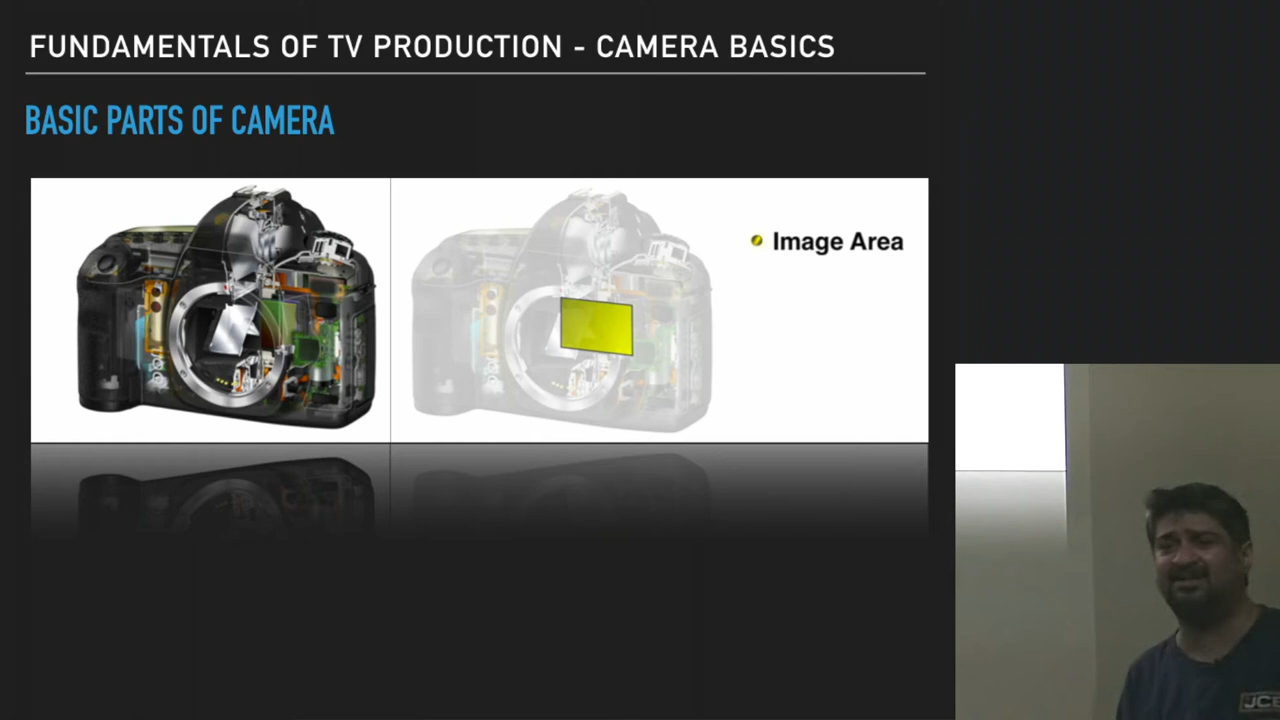 FUNDAMENTALS OF TV PRODUCTION - CAMERA BASICS
BASIC PARTS OF CAMERA
Image Area